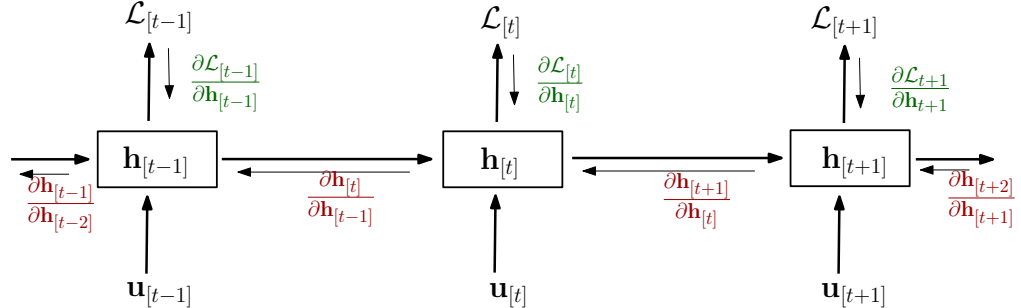 𝓛[t−1] 𝓛[t] 𝓛[t+1]
∂𝓛[t−1]/∂h[t−1] ∂𝓛[t]/∂h[t] ∂𝓛t+1/∂ht+1
h[t−1] h[t] h[t+1]
∂h[t−1]/∂h[t−2] ∂h[t]/∂h[t−1] ∂h[t+1]/∂h[t] ∂h[t+2]/∂h[t+1]
u[t−1] u[t] u[t+1]